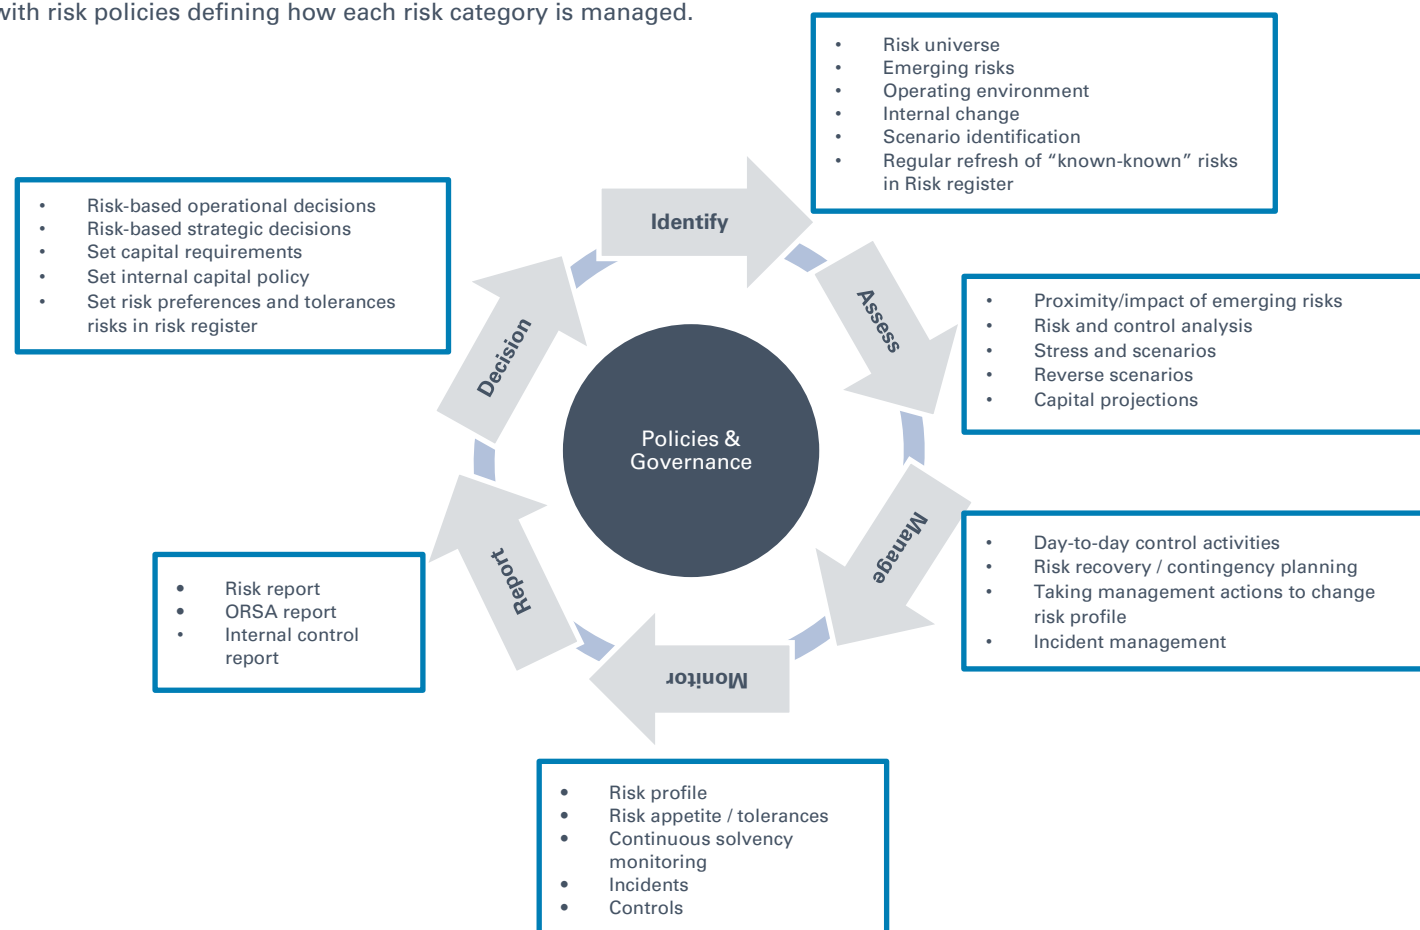 with risk policies defining how each risk category is managed.
• Risk universe
• Emerging risks
• Operating environment
• Internal change
• Scenario identification
• Regular refresh of “known-known” risks
in Risk register
Identify
• Risk-based operational decisions
• Risk-based strategic decisions
• Set capital requirements
• Set internal capital policy
• Set risk preferences and tolerances
risks in risk register
Decision
Assess
• Proximity/impact of emerging risks
• Risk and control analysis
• Stress and scenarios
• Reverse scenarios
• Capital projections
Policies &
Governance
Manage
• Day-to-day control activities
• Risk recovery / contingency planning
• Taking management actions to change
risk profile
• Incident management
Report
• Risk report
• ORSA report
• Internal control
report
Monitor
• Risk profile
• Risk appetite / tolerances
• Continuous solvency
monitoring
• Incidents
• Controls